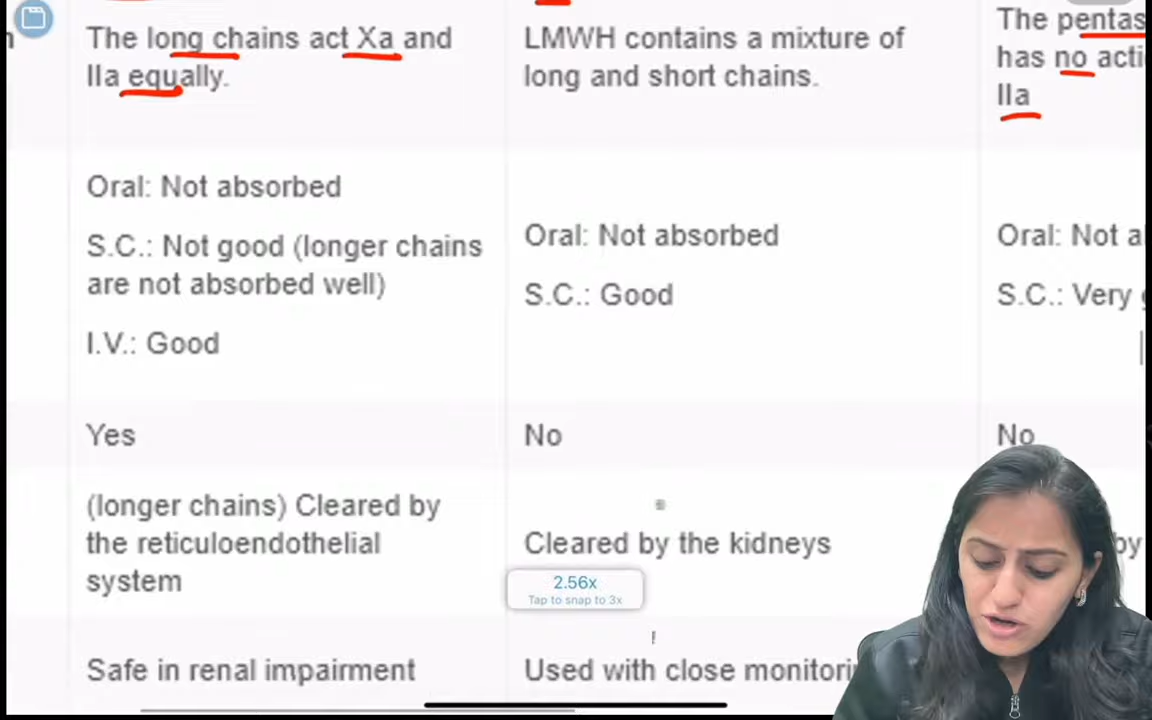 The long chains act Xa and
IIa equally.
LMWH contains a mixture of
long and short chains.
The pentas
has no acti
IIa
Oral: Not absorbed
S.C.: Not good (longer chains
are not absorbed well)
I.V.: Good
Oral: Not absorbed
S.C.: Good
Oral: Not a
S.C.: Very
Yes
No
No
(longer chains) Cleared by
the reticuloendothelial
system
Cleared by the kidneys
by
2.56x
Tap to snap to 3x
Safe in renal impairment
Used with close monitorin